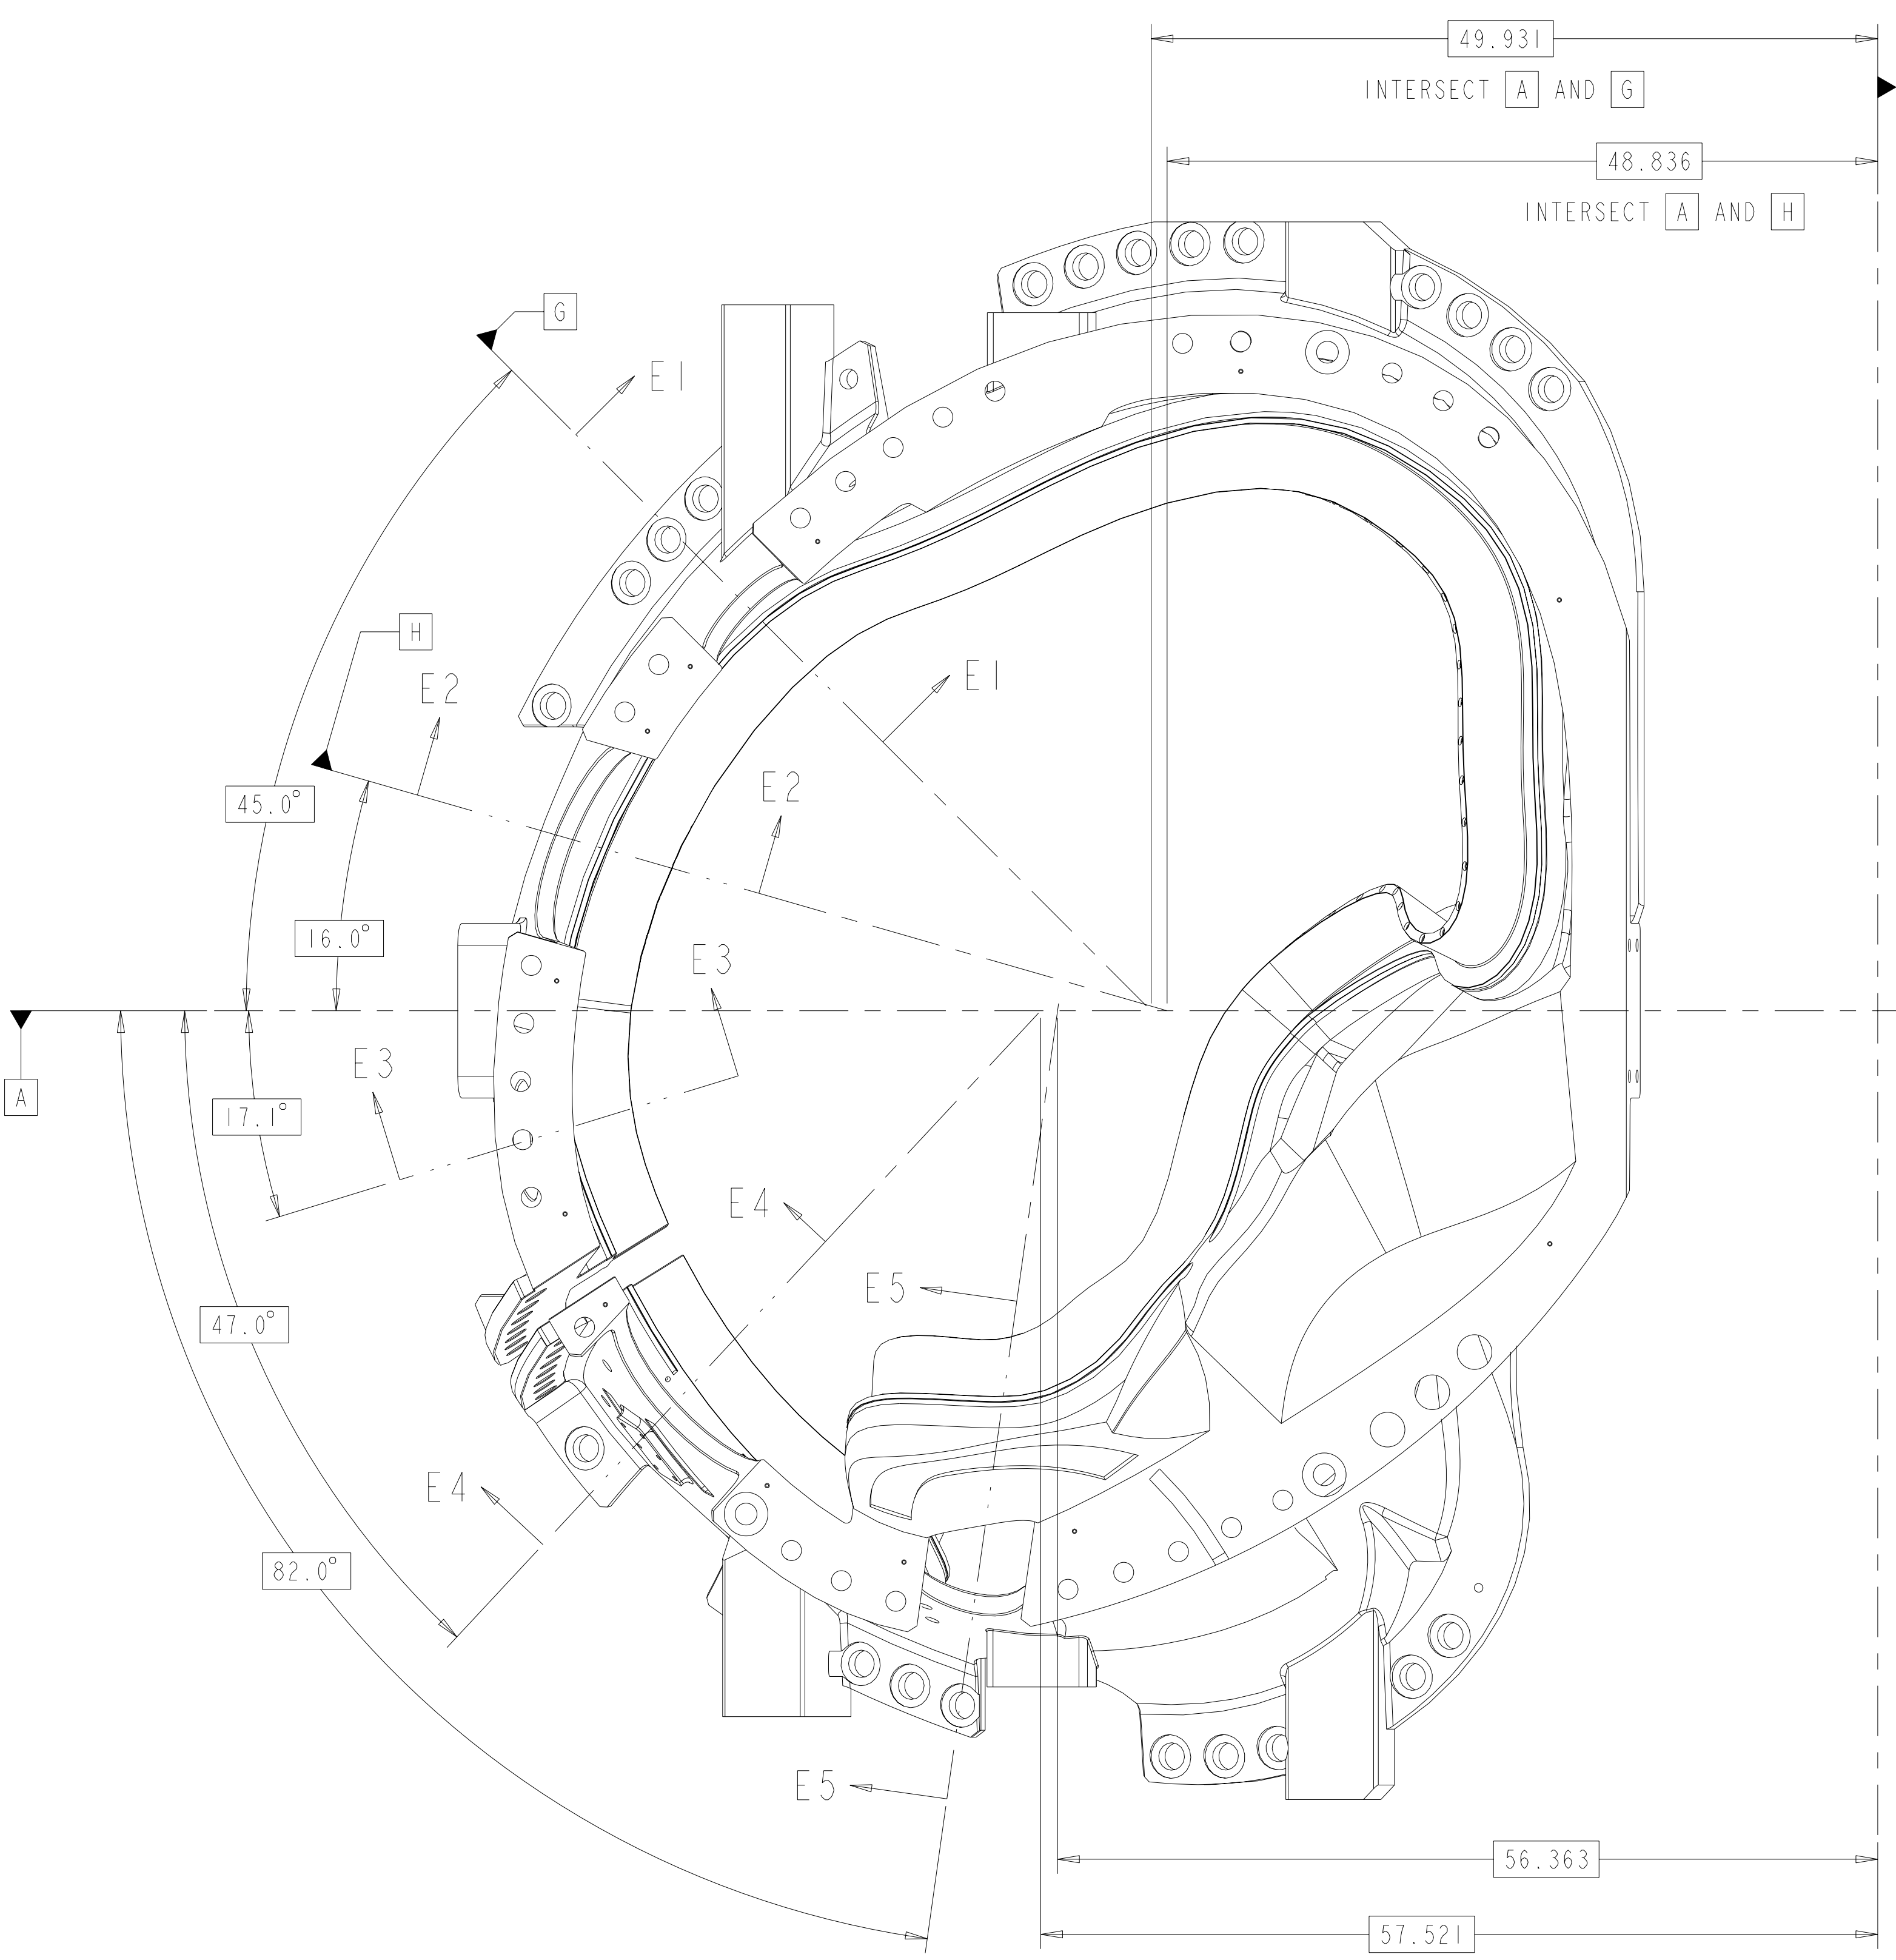 49.931
INTERSECT A AND G
48.836
INTERSECT A AND H
G
E1
H
E2
E1
45.0°
E2
16.0°
E3
A
E3
17.1°
E4
E5
47.0°
E4
82.0°
E5
56.363
57.521